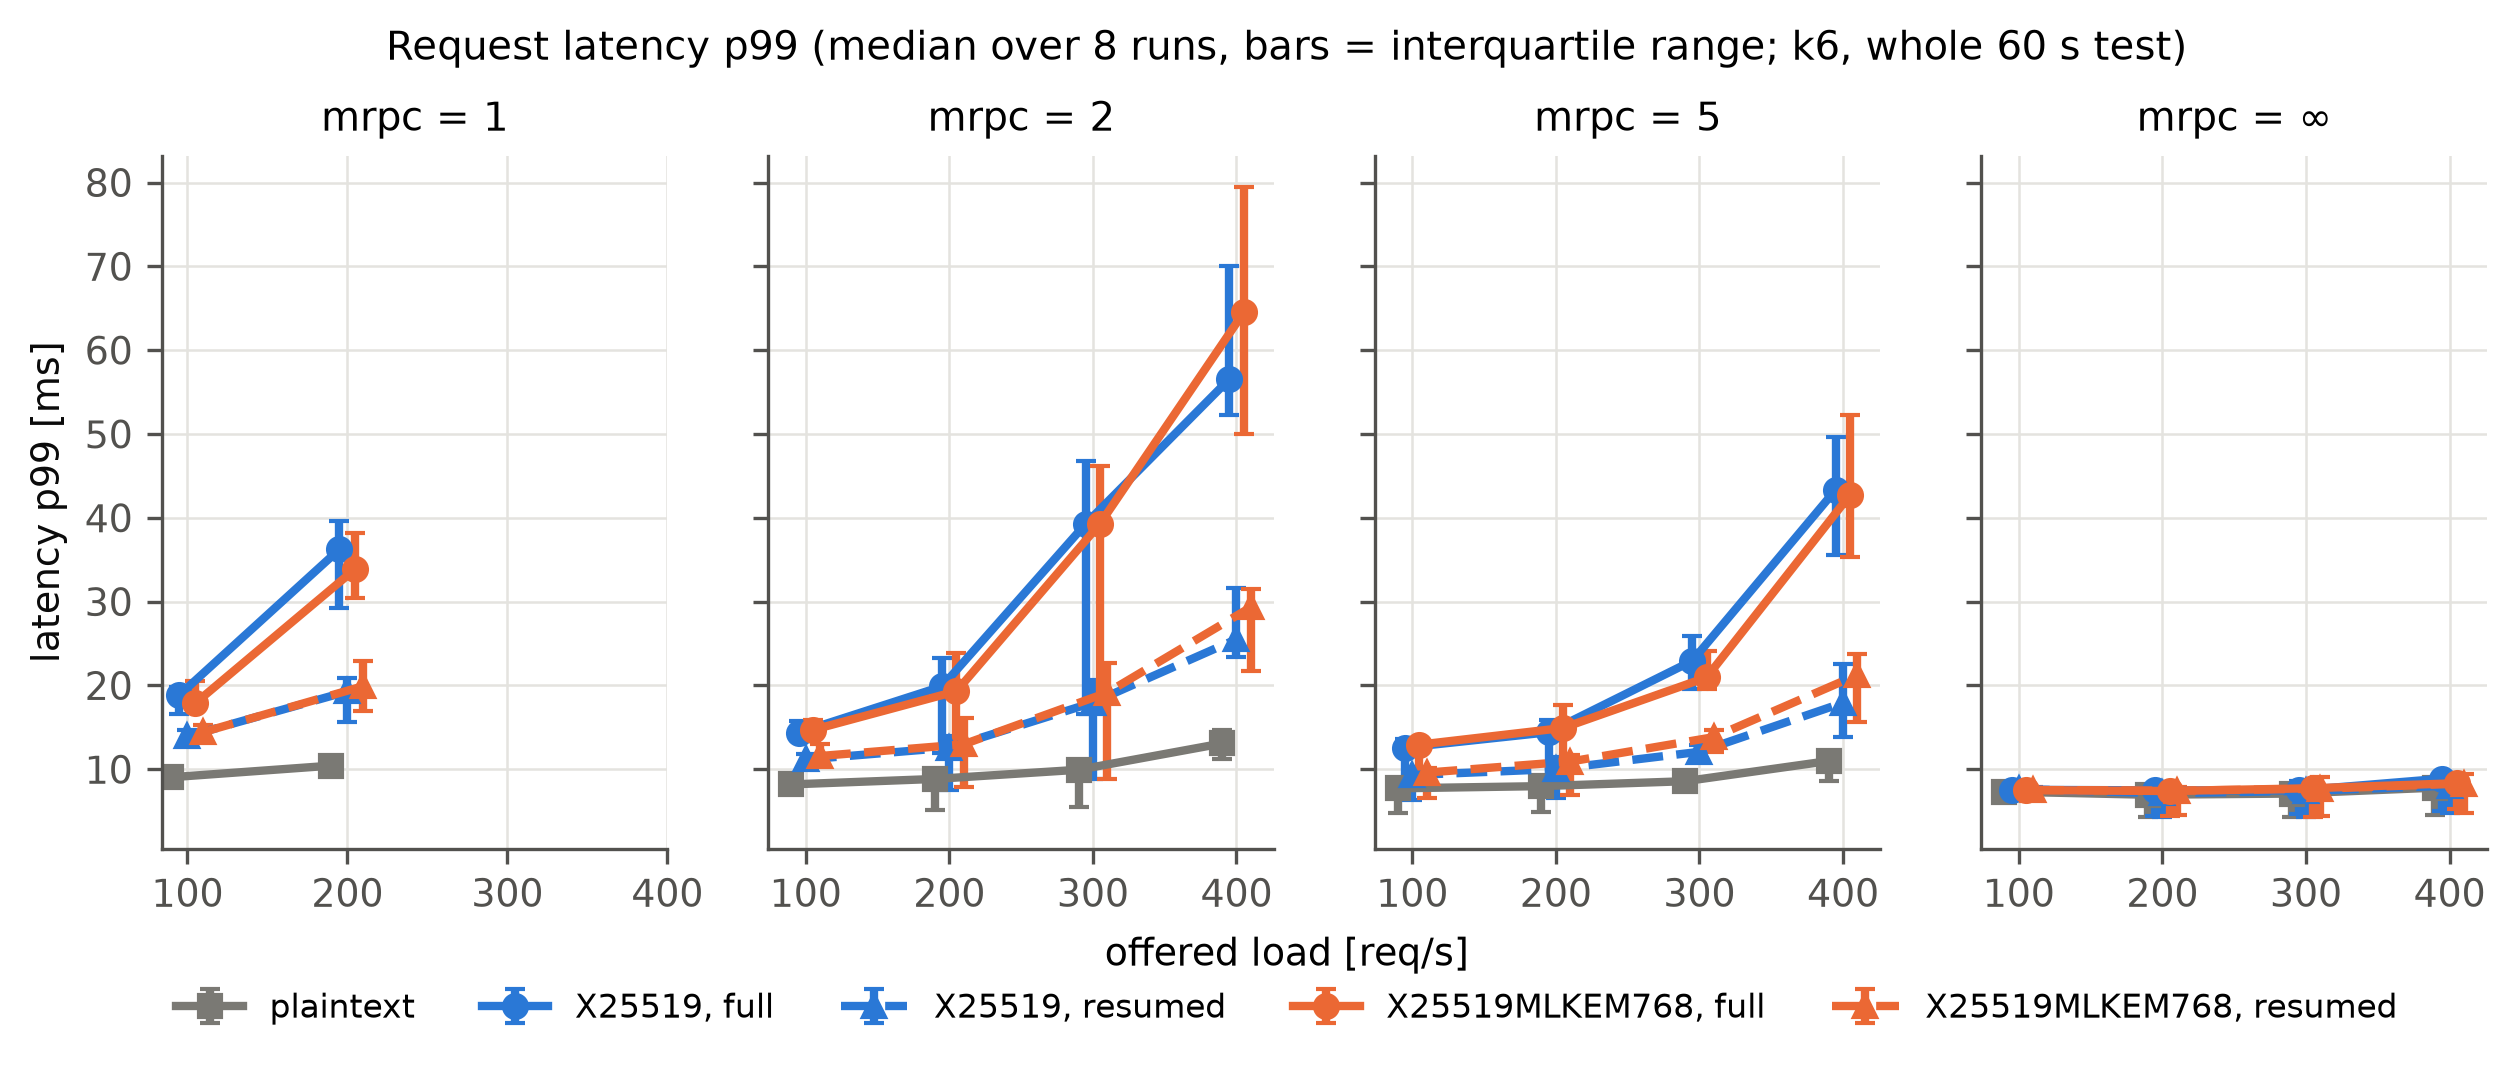 Request latency p99 (median over 8 runs, bars = interquartile range; k6, whole 60 s test)
mrpc = 1
mrpc = 2
mrpc = 5
mrpc = ∞
latency p99 [ms]
80
70
60
50
40
30
20
10
100 200 300 400
100 200 300 400
100 200 300 400
100 200 300 400
offered load [req/s]
plaintext
X25519, full
X25519, resumed
X25519MLKEM768, full
X25519MLKEM768, resumed